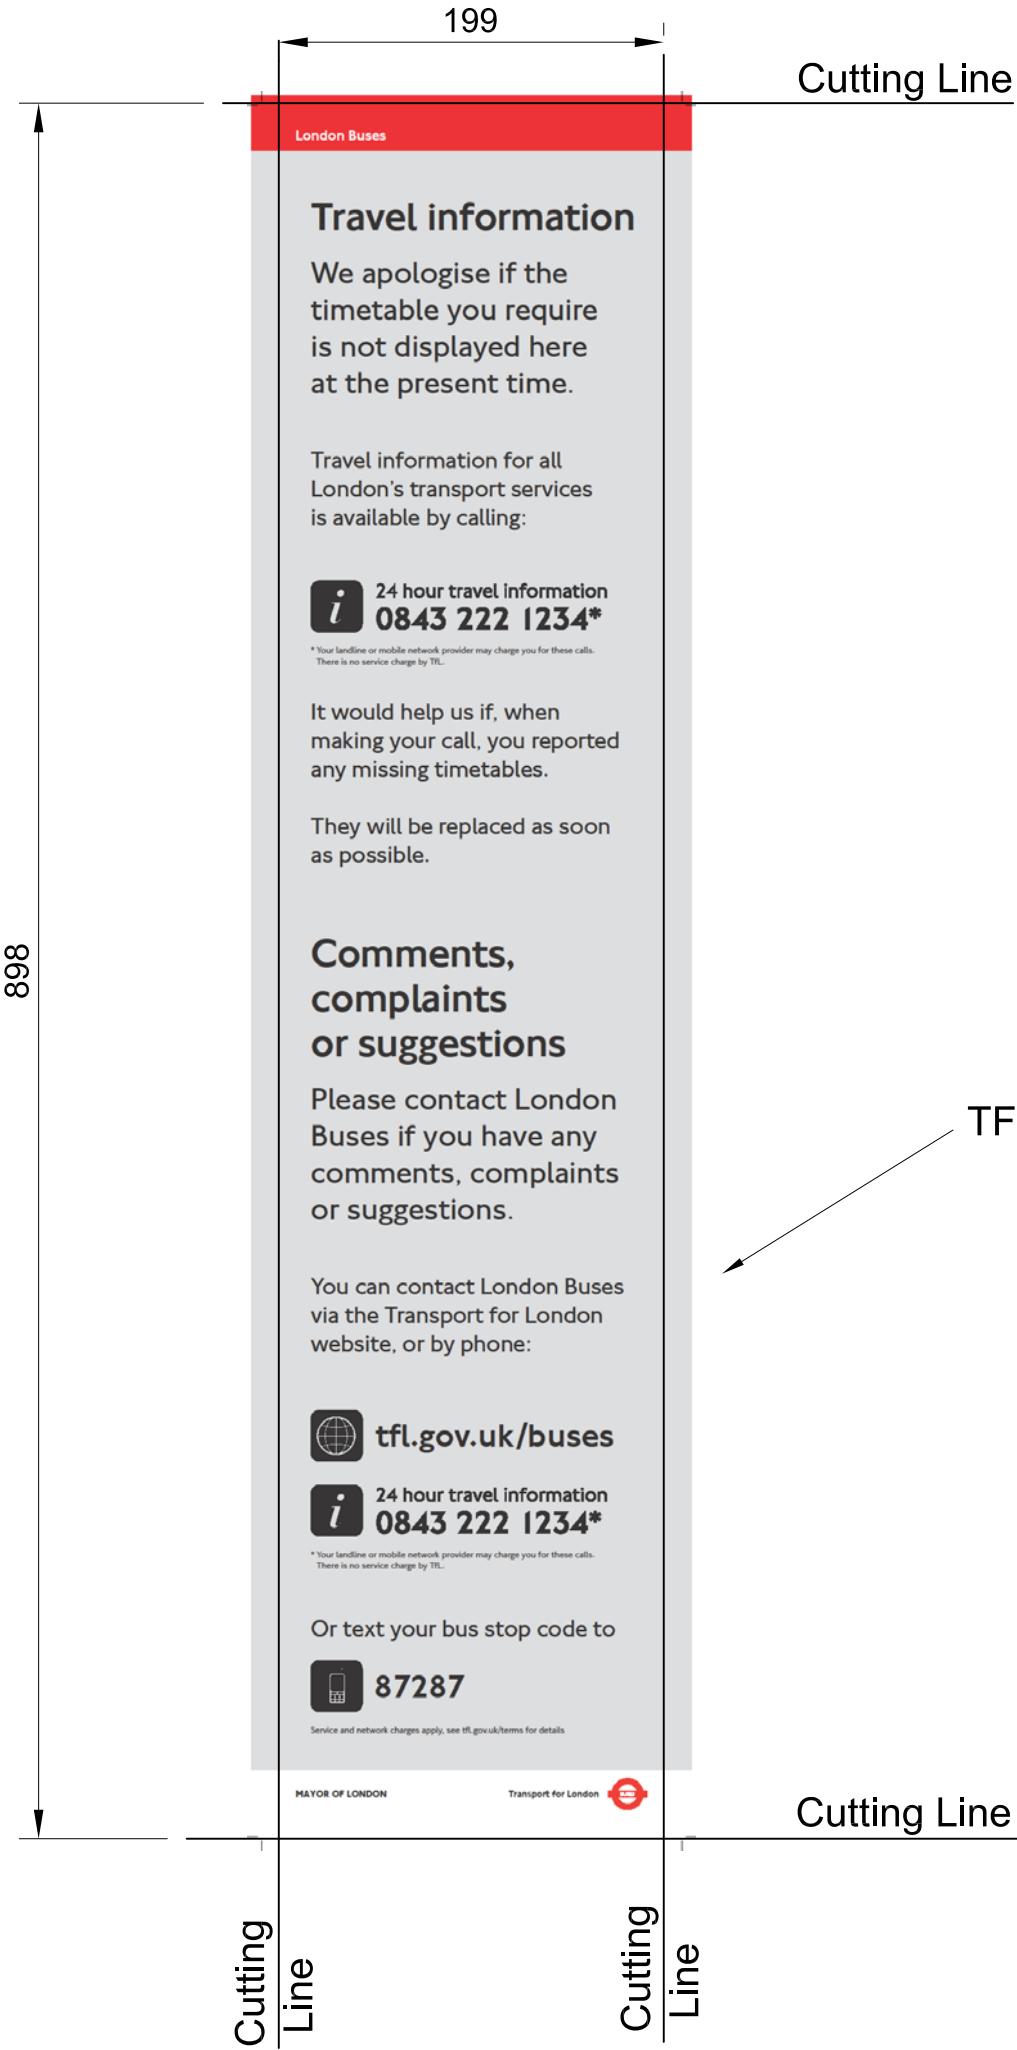 199
Cutting Line
London Buses
Travel information
We apologise if the
timetable you require
is not displayed here
at the present time.
Travel information for all
London's transport services
is available by calling:
i
24 hour travel information
0843 222 1234*
* Your landline or mobile network provider may charge you for these calls.
There is no service charge by TfL.
It would help us if, when
making your call, you reported
any missing timetables.
They will be replaced as soon
as possible.
898
Comments,
complaints
or suggestions
Please contact London
Buses if you have any
comments, complaints
or suggestions.
TF
You can contact London Buses
via the Transport for London
website, or by phone:
tfl.gov.uk/buses
i
24 hour travel information
0843 222 1234*
* Your landline or mobile network provider may charge you for these calls.
There is no service charge by TfL.
Or text your bus stop code to
87287
Service and network charges apply, see tfl.gov.uk/terms for details
MAYOR OF LONDON
Transport for London
BUSES
Cutting Line
Cutting
Line
Cutting
Line